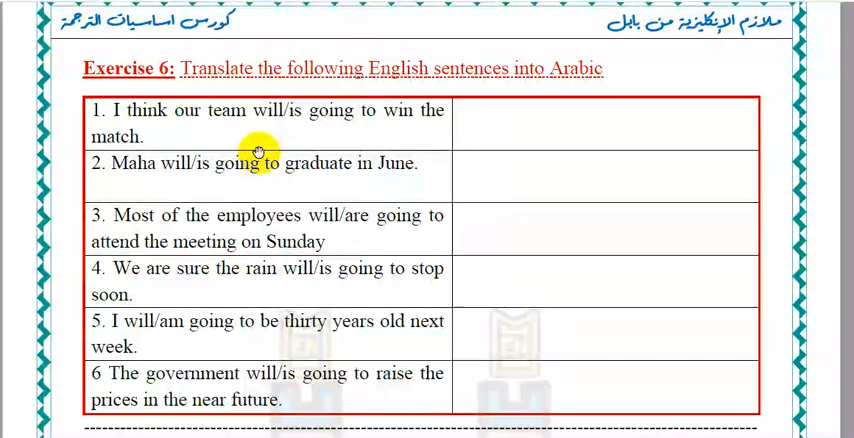 ملازم الإنكليزية من بابل
كورس اساسيات الترجمة
Exercise 6: Translate the following English sentences into Arabic
1. I think our team will/is going to win the
match.
2. Maha will/is going to graduate in June.
3. Most of the employees will/are going to
attend the meeting on Sunday
4. We are sure the rain will/is going to stop
soon.
5. I will/am going to be thirty years old next
week.
6 The government will/is going to raise the
prices in the near future.